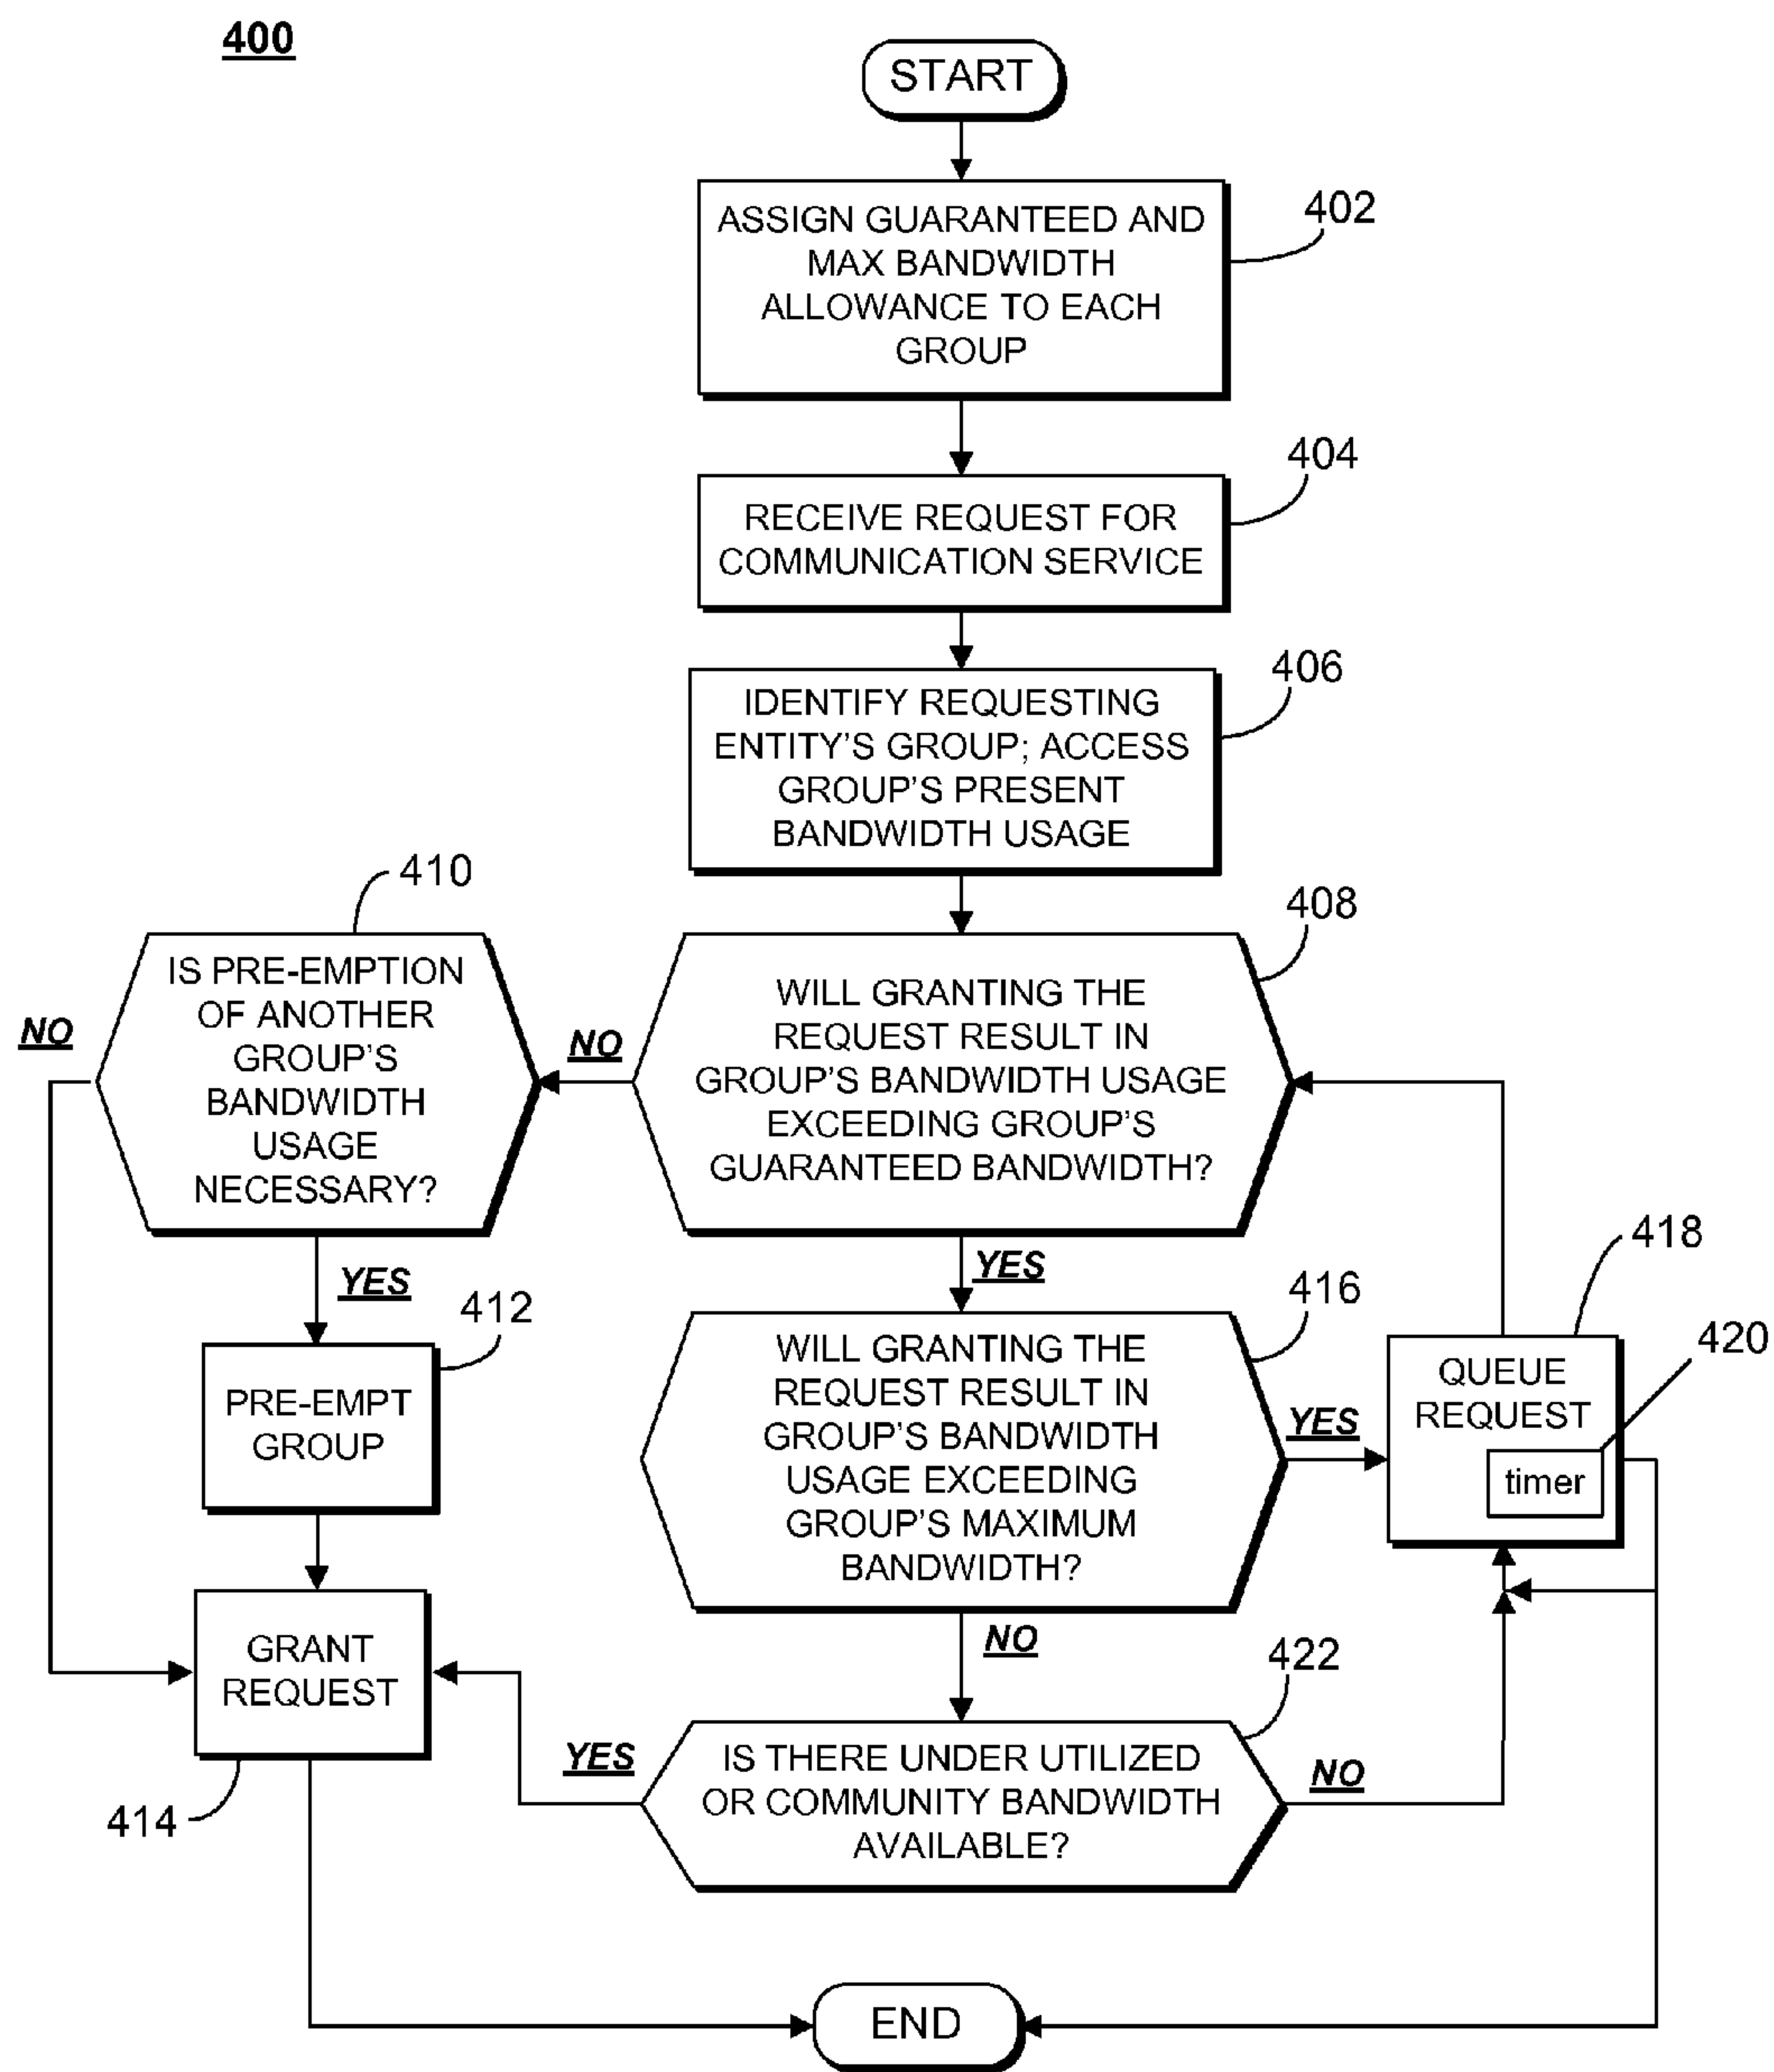 400
START
ASSIGN GUARANTEED AND
MAX BANDWIDTH
ALLOWANCE TO EACH
GROUP
402
RECEIVE REQUEST FOR
COMMUNICATION SERVICE
404
IDENTIFY REQUESTING
ENTITY'S GROUP; ACCESS
GROUP'S PRESENT
BANDWIDTH USAGE
406
WILL GRANTING THE
REQUEST RESULT IN
GROUP'S BANDWIDTH USAGE
EXCEEDING GROUP'S
GUARANTEED BANDWIDTH?
408
NO
YES
IS PRE-EMPTION
OF ANOTHER
GROUP'S
BANDWIDTH
USAGE
NECESSARY?
410
NO
YES
PRE-EMPT
GROUP
412
GRANT
REQUEST
414
WILL GRANTING THE
REQUEST RESULT IN
GROUP'S BANDWIDTH
USAGE EXCEEDING
GROUP'S MAXIMUM
BANDWIDTH?
416
YES
NO
QUEUE
REQUEST
timer
418
420
IS THERE UNDER UTILIZED
OR COMMUNITY BANDWIDTH
AVAILABLE?
422
YES
NO
END